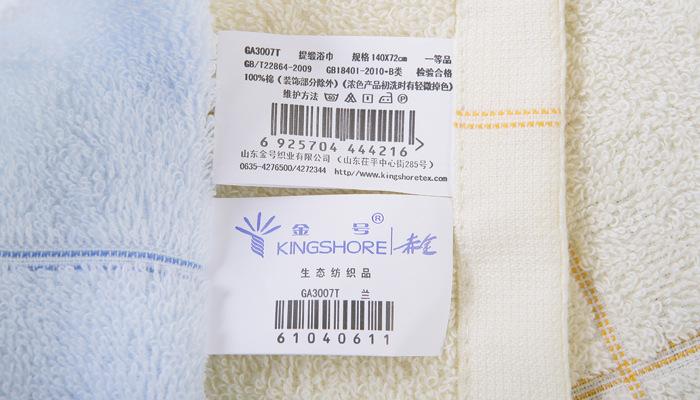 GA3007T 提缎浴巾 规格140X72cm 一等品
GB/T22864-2009 GB18401-2010·B类 检验合格
100%棉(装饰部分除外)(浓色产品初洗时有轻微掉色)
维护方法
6 925704 444216 >
山东金号织业有限公司 (山东茌平中心街285号)
0635-4276500/4272344 http://www.kingshoretex.com
金号®
KINGSHORE
生态纺织品
GA3007T 兰
61040611